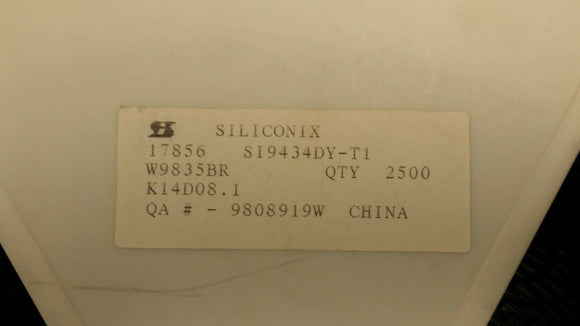 SILICONIX
17856 SI9434DY-T1
W9835BR QTY 2500
K14D08.1
QA # - 9808919W CHINA